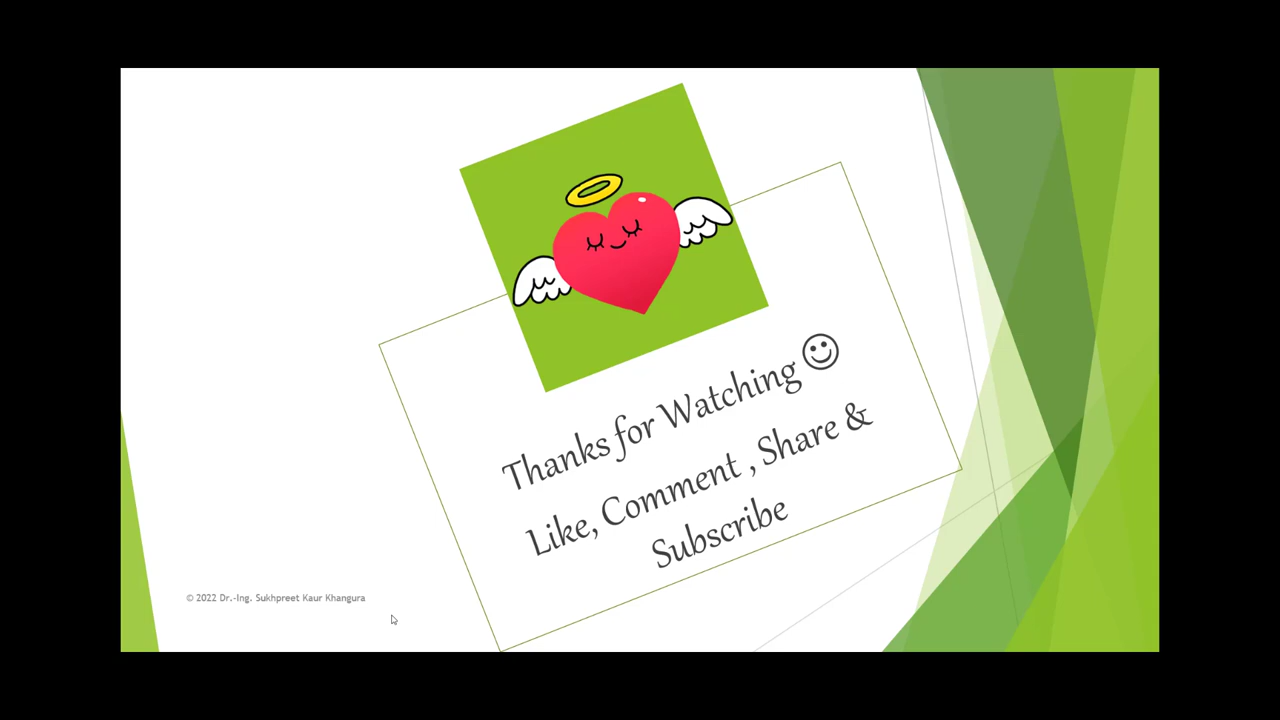 Thanks for Watching ☺
Like, Comment , Share &
Subscribe
© 2022 Dr.-Ing. Sukhpreet Kaur Khangura